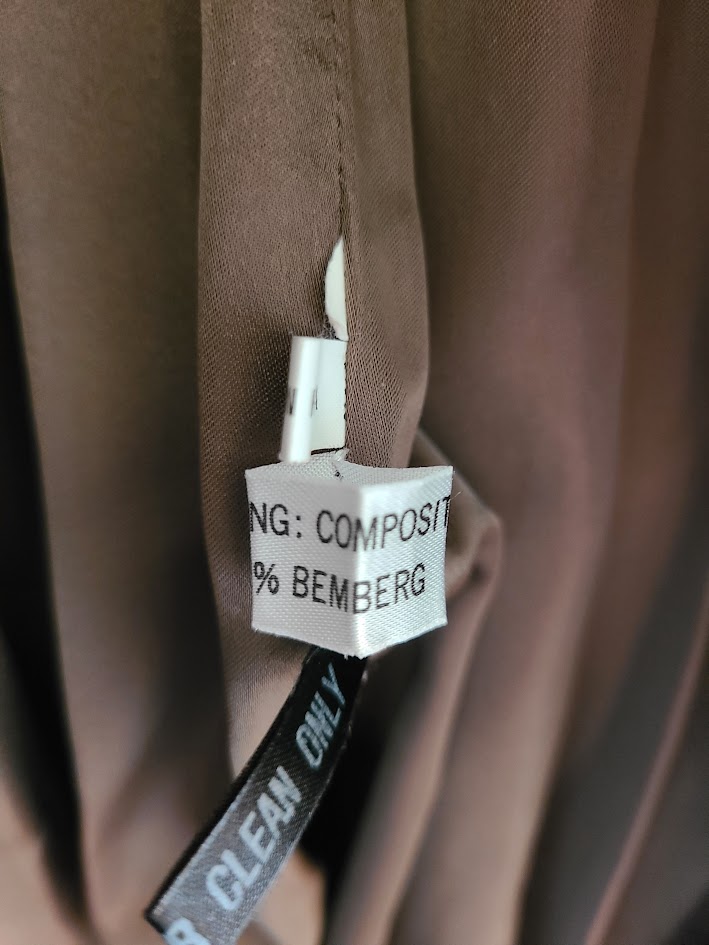 NG: COMPOSIT
% BEMBERG
CLEAN ONLY